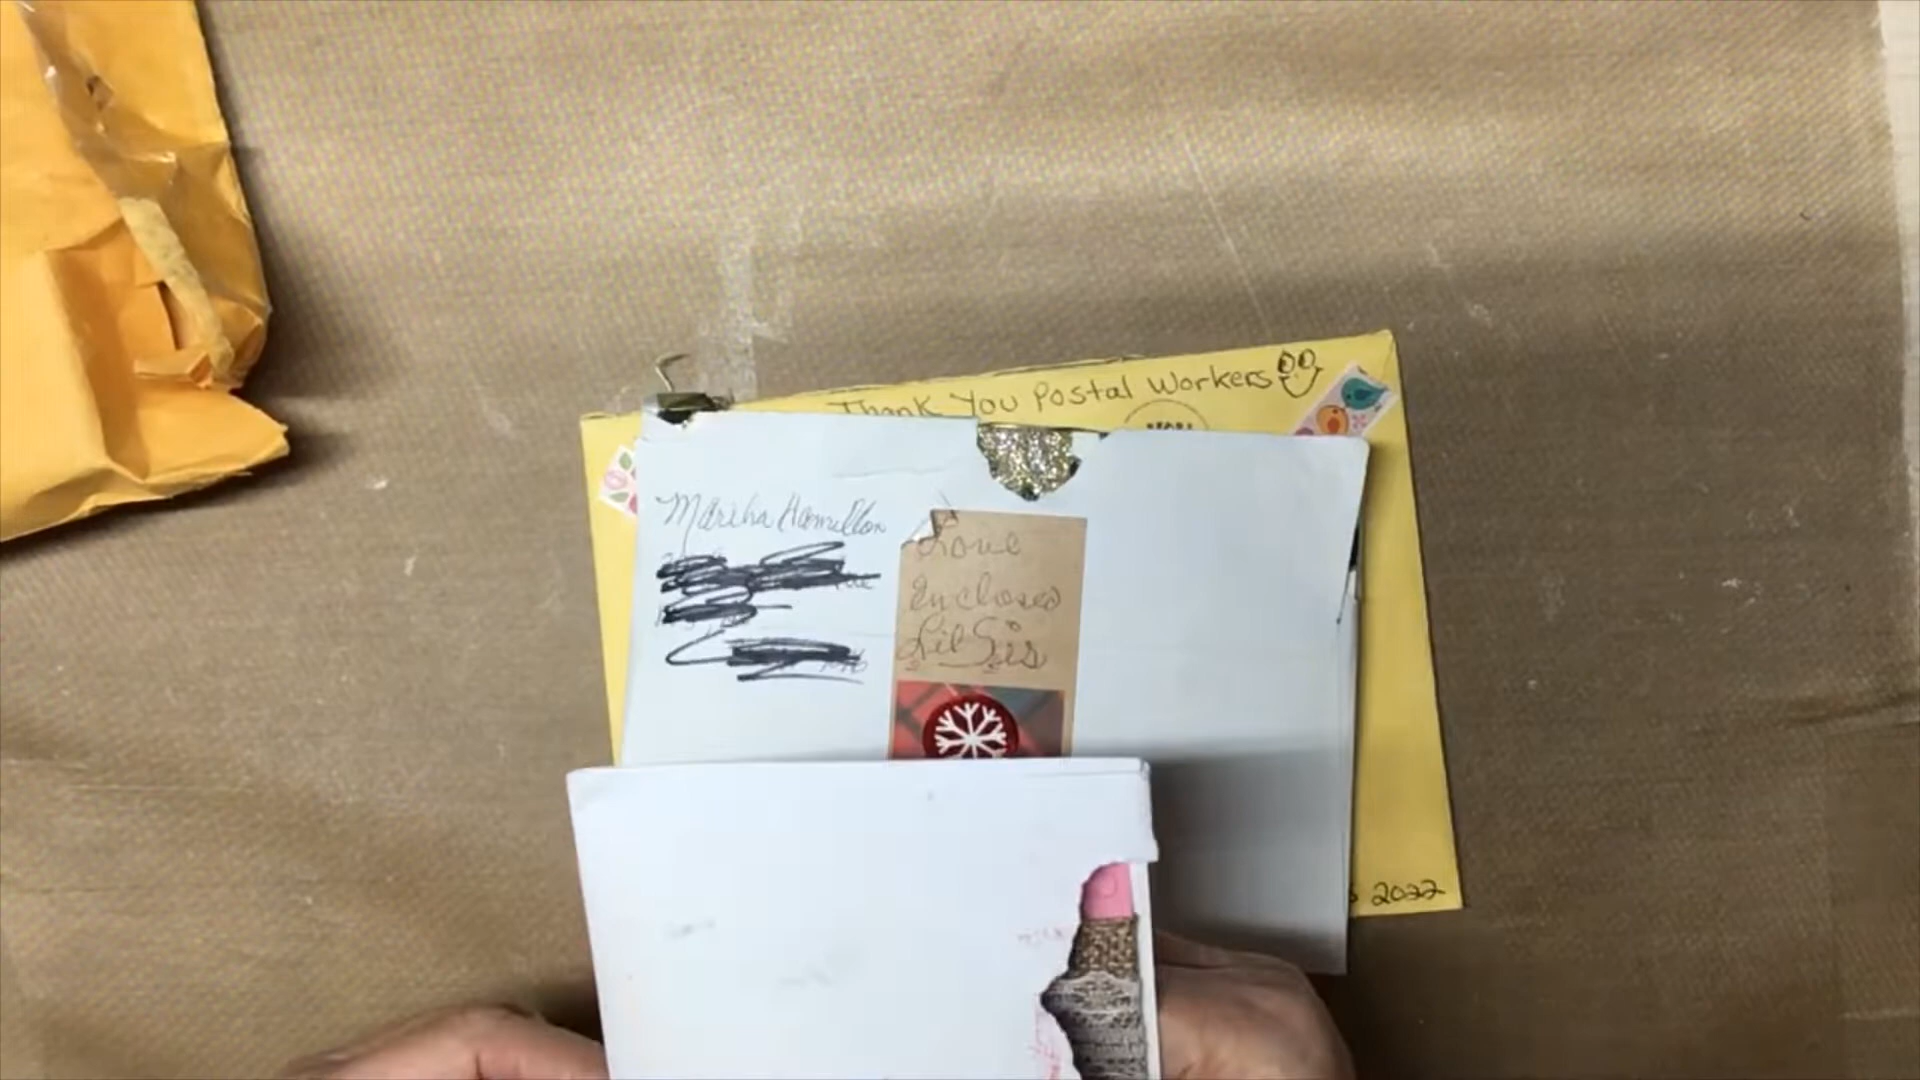 Thank You Postal Workers
Marsha Hamilton
Love
Enclosed
Lil Sis
2022